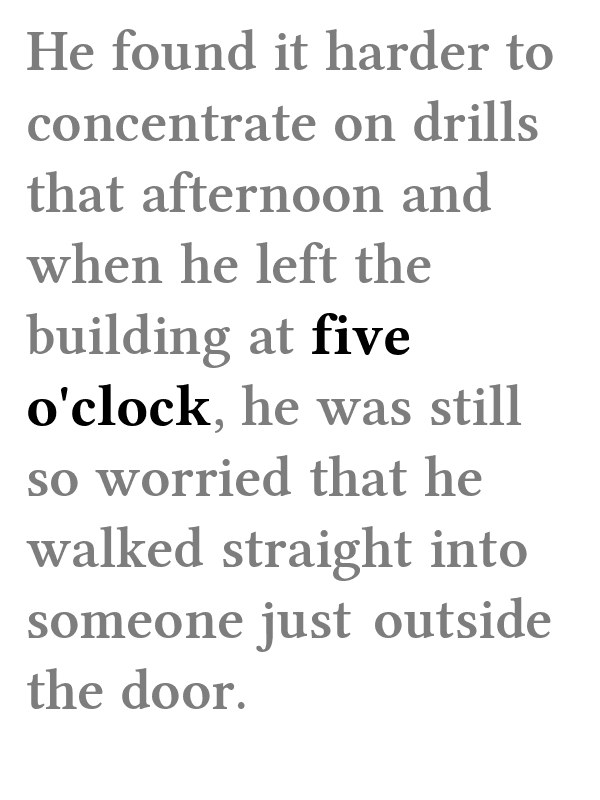 He found it harder to
concentrate on drills
that afternoon and
when he left the
building at five
o'clock, he was still
so worried that he
walked straight into
someone just outside
the door.